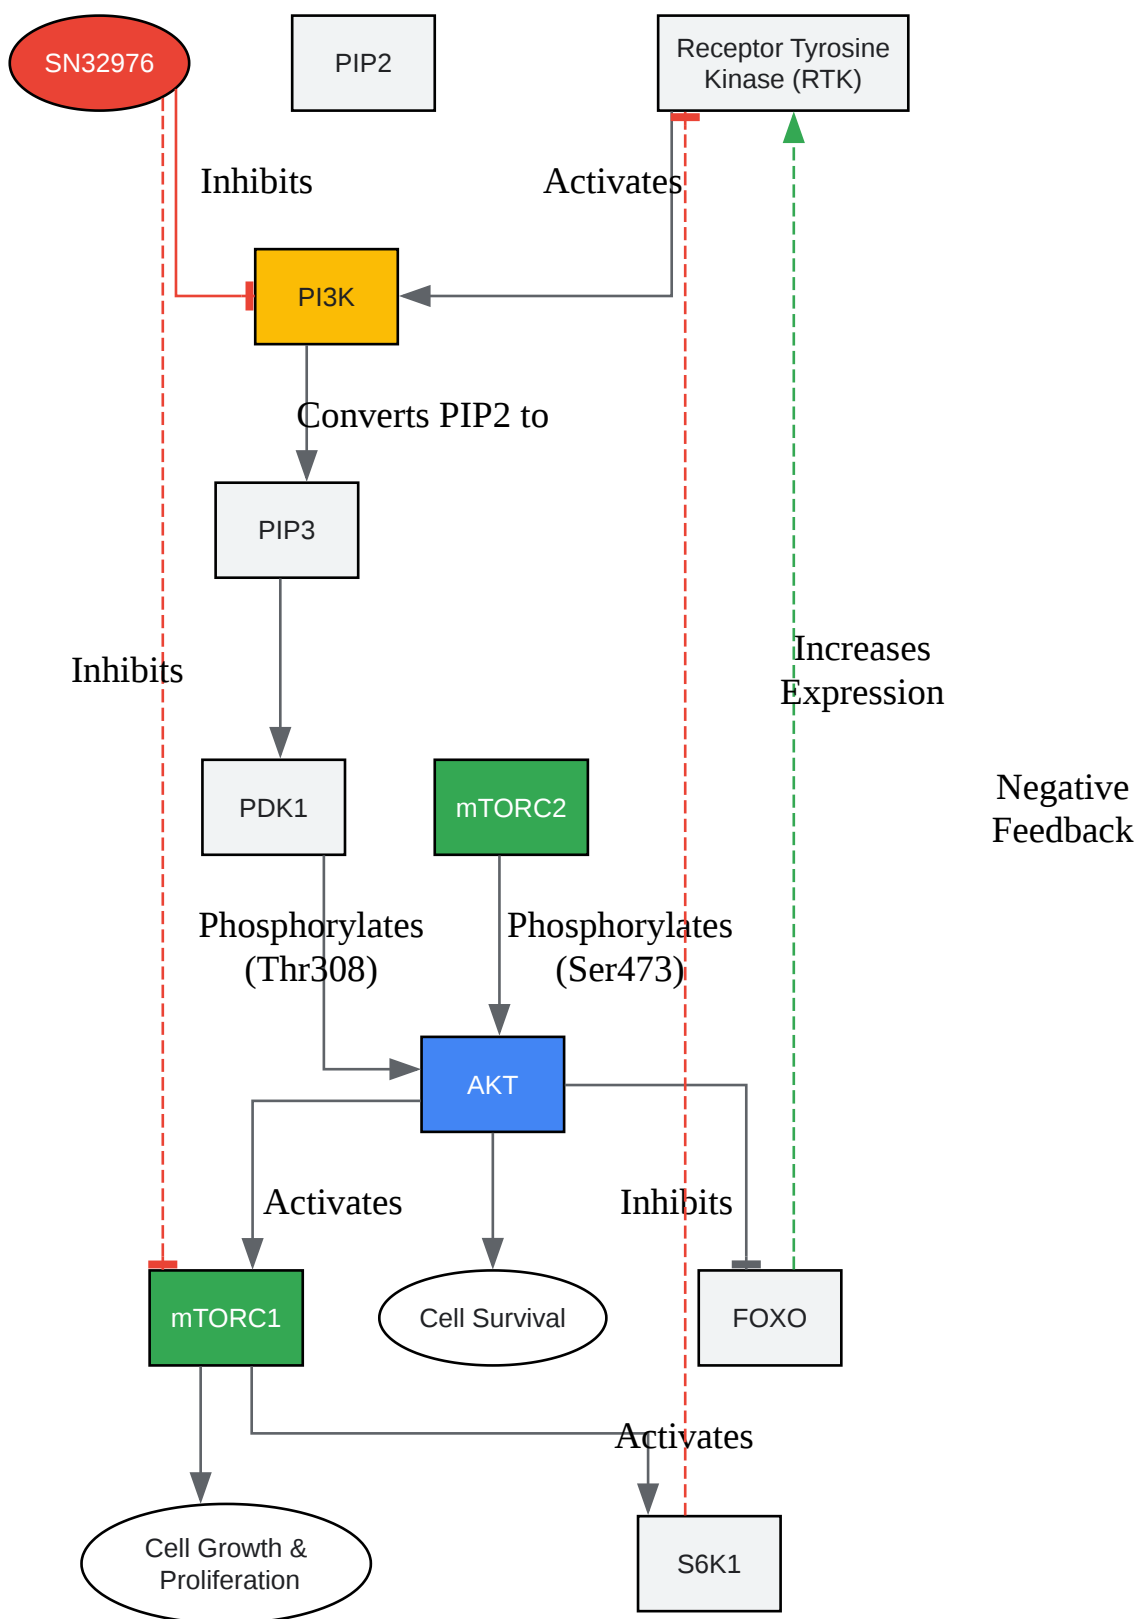 SN32976
PIP2
Receptor Tyrosine
Kinase (RTK)
Inhibits
Activates
PI3K
Converts PIP2 to
PIP3
Inhibits
Increases
Expression
Negative
Feedback
PDK1
mTORC2
Phosphorylates
(Thr308)
Phosphorylates
(Ser473)
AKT
Activates
Inhibits
mTORC1
Cell Survival
FOXO
Activates
Cell Growth &
Proliferation
S6K1